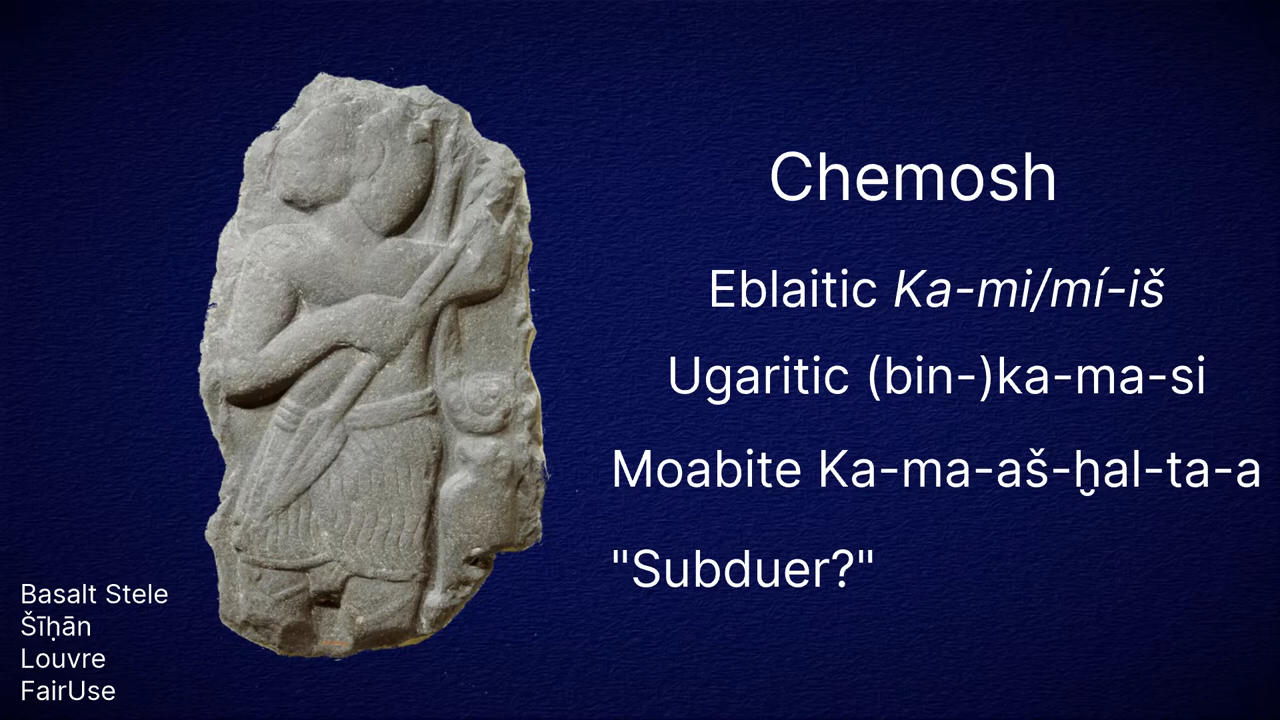 Chemosh
Eblaitic Ka-mi/mí-iš
Ugaritic (bin-)ka-ma-si
Moabite Ka-ma-aš-ḫal-ta-a
"Subduer?"
Basalt Stele
Šīḥān
Louvre
FairUse